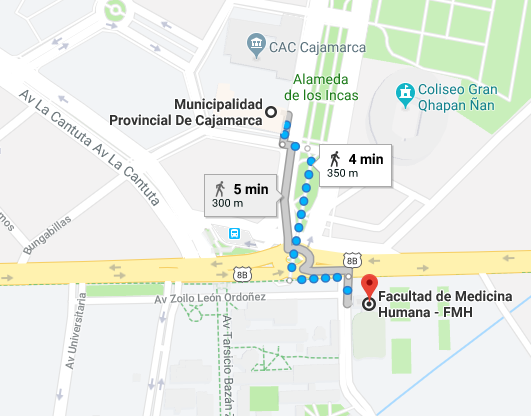 CAC Cajamarca
Alameda
de los Incas
Coliseo Gran
Qhapaq Ñan
Av La Cantuta Av La Cantuta
Municipalidad
Provincial De Cajamarca
4 min
350 m
5 min
300 m
Bungabillas
8B
8B
Facultad de Medicina
Humana - FMH
Av Zoilo León Ordoñez
Av Universitaria
Av Tarsicio Bazán